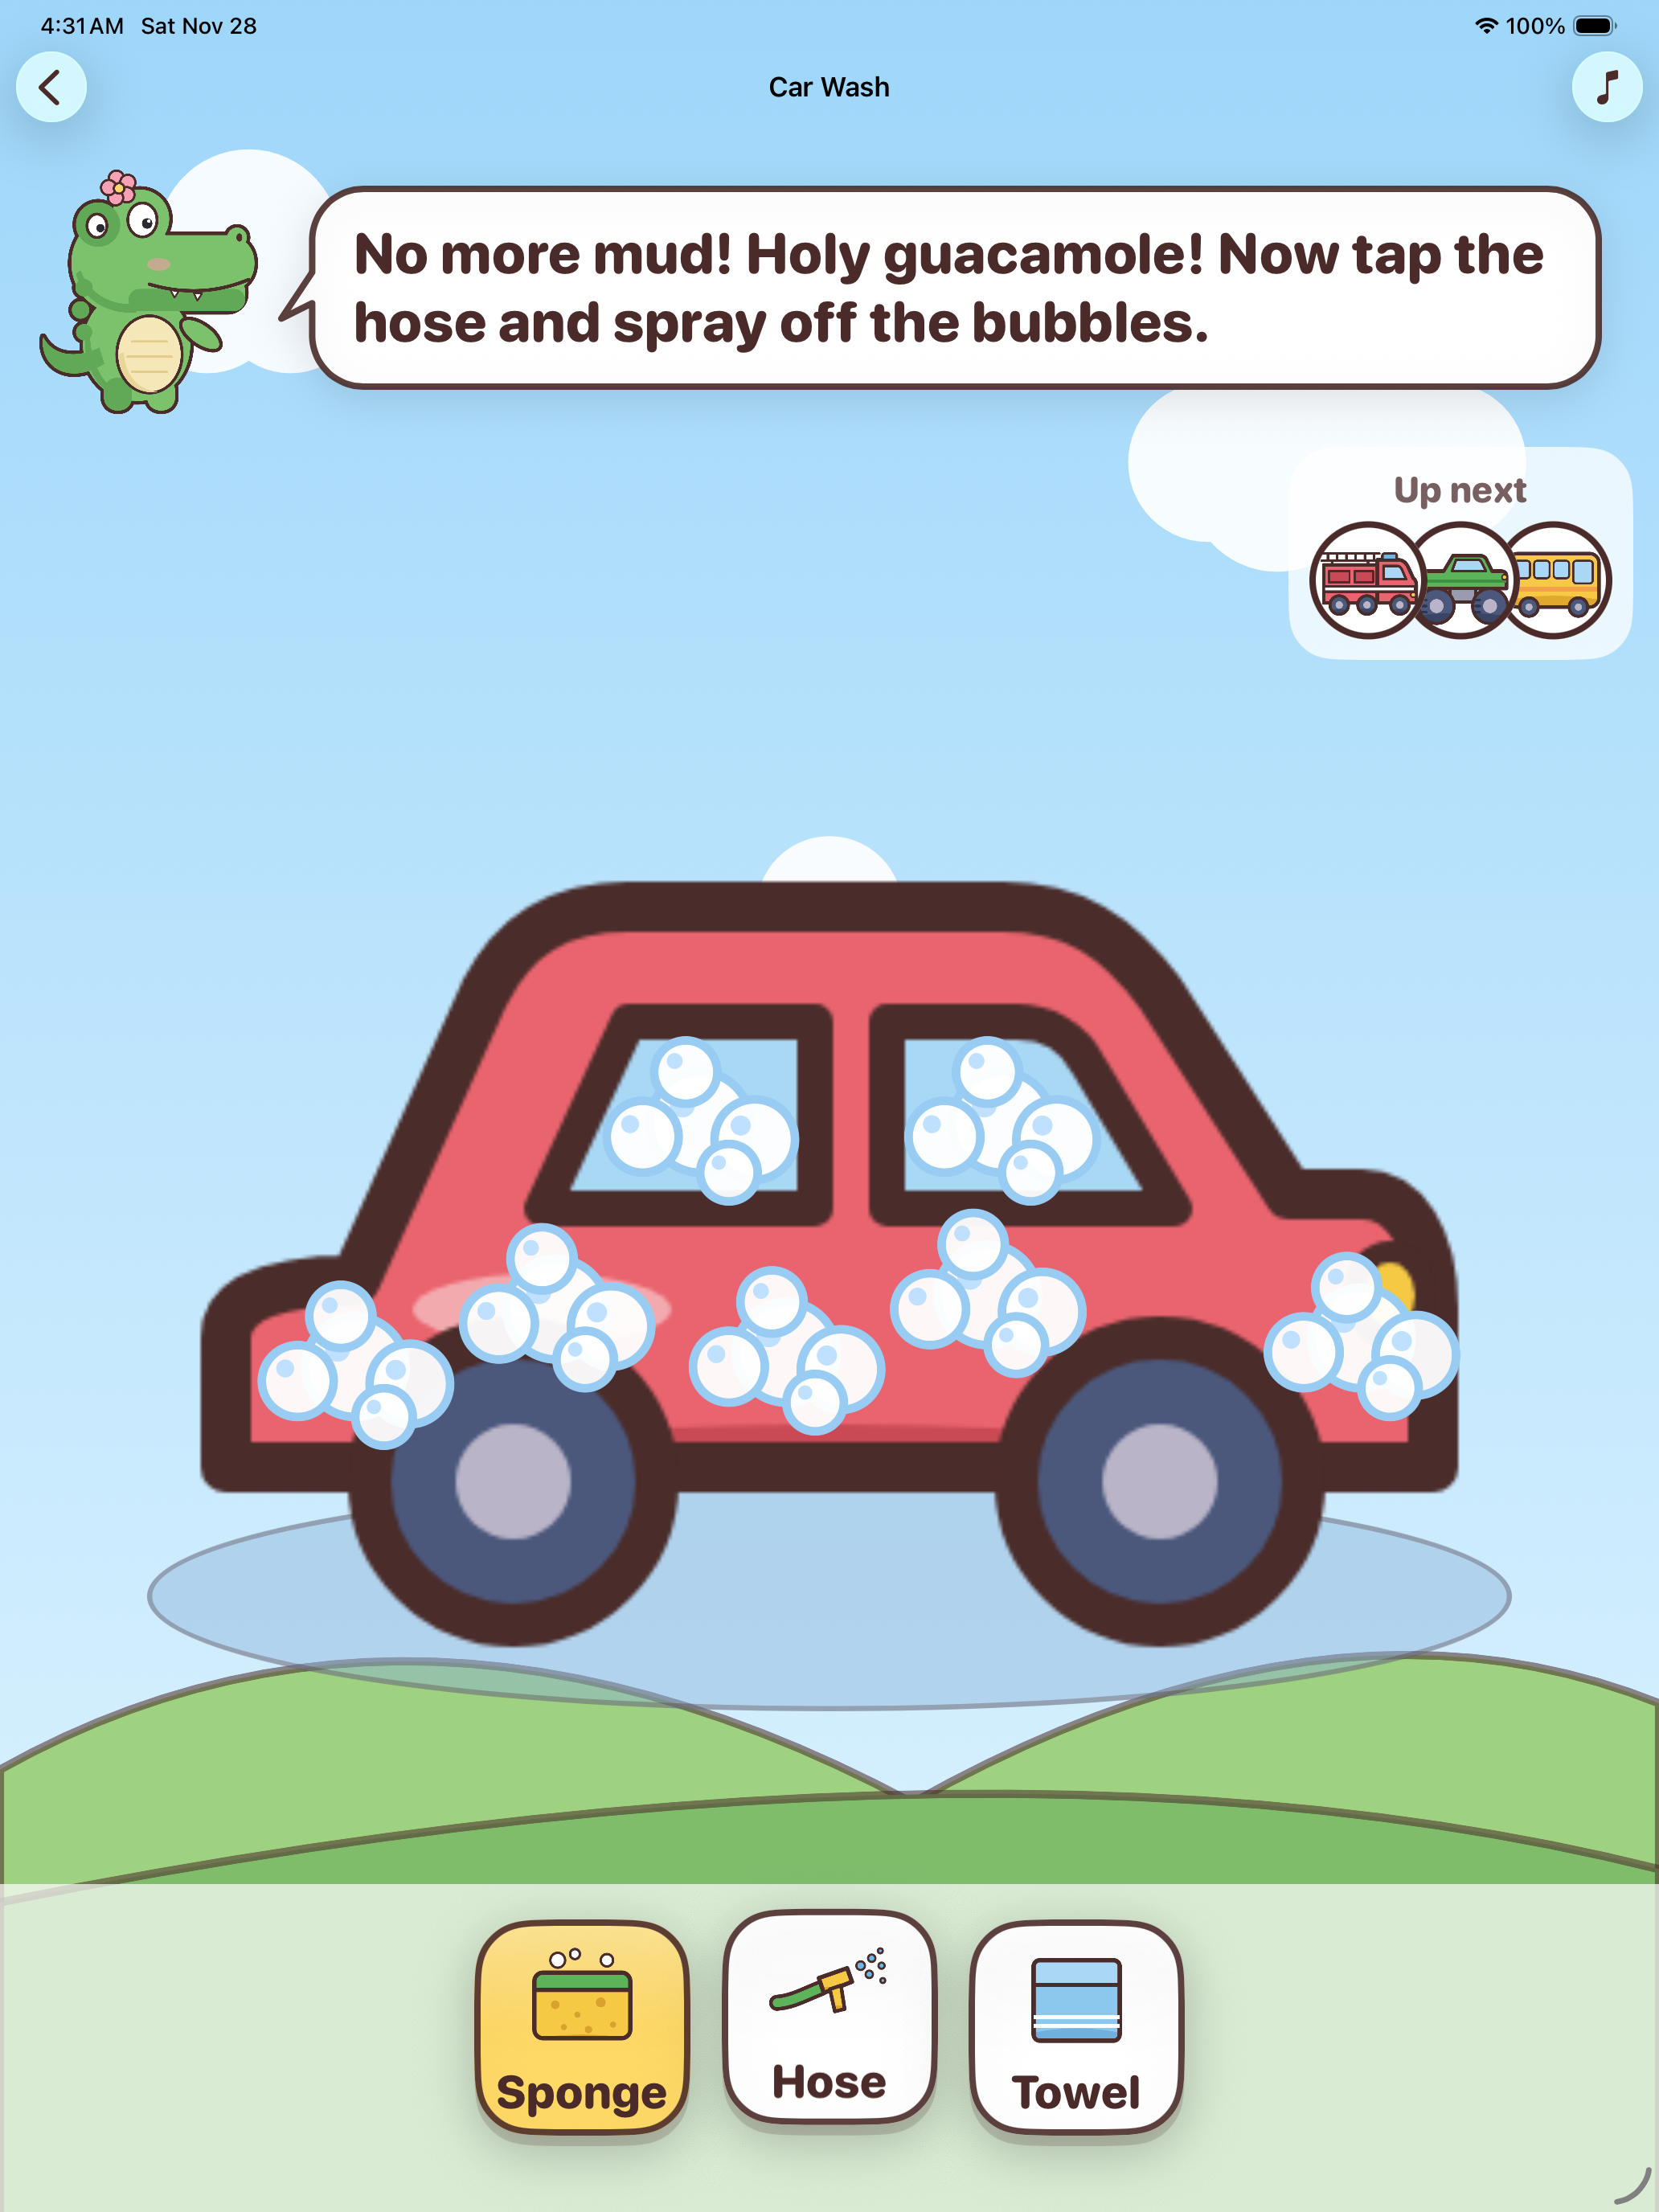 4:31 AM Sat Nov 28
100%
Car Wash
No more mud! Holy guacamole! Now tap the
hose and spray off the bubbles.
Up next
Sponge
Hose
Towel